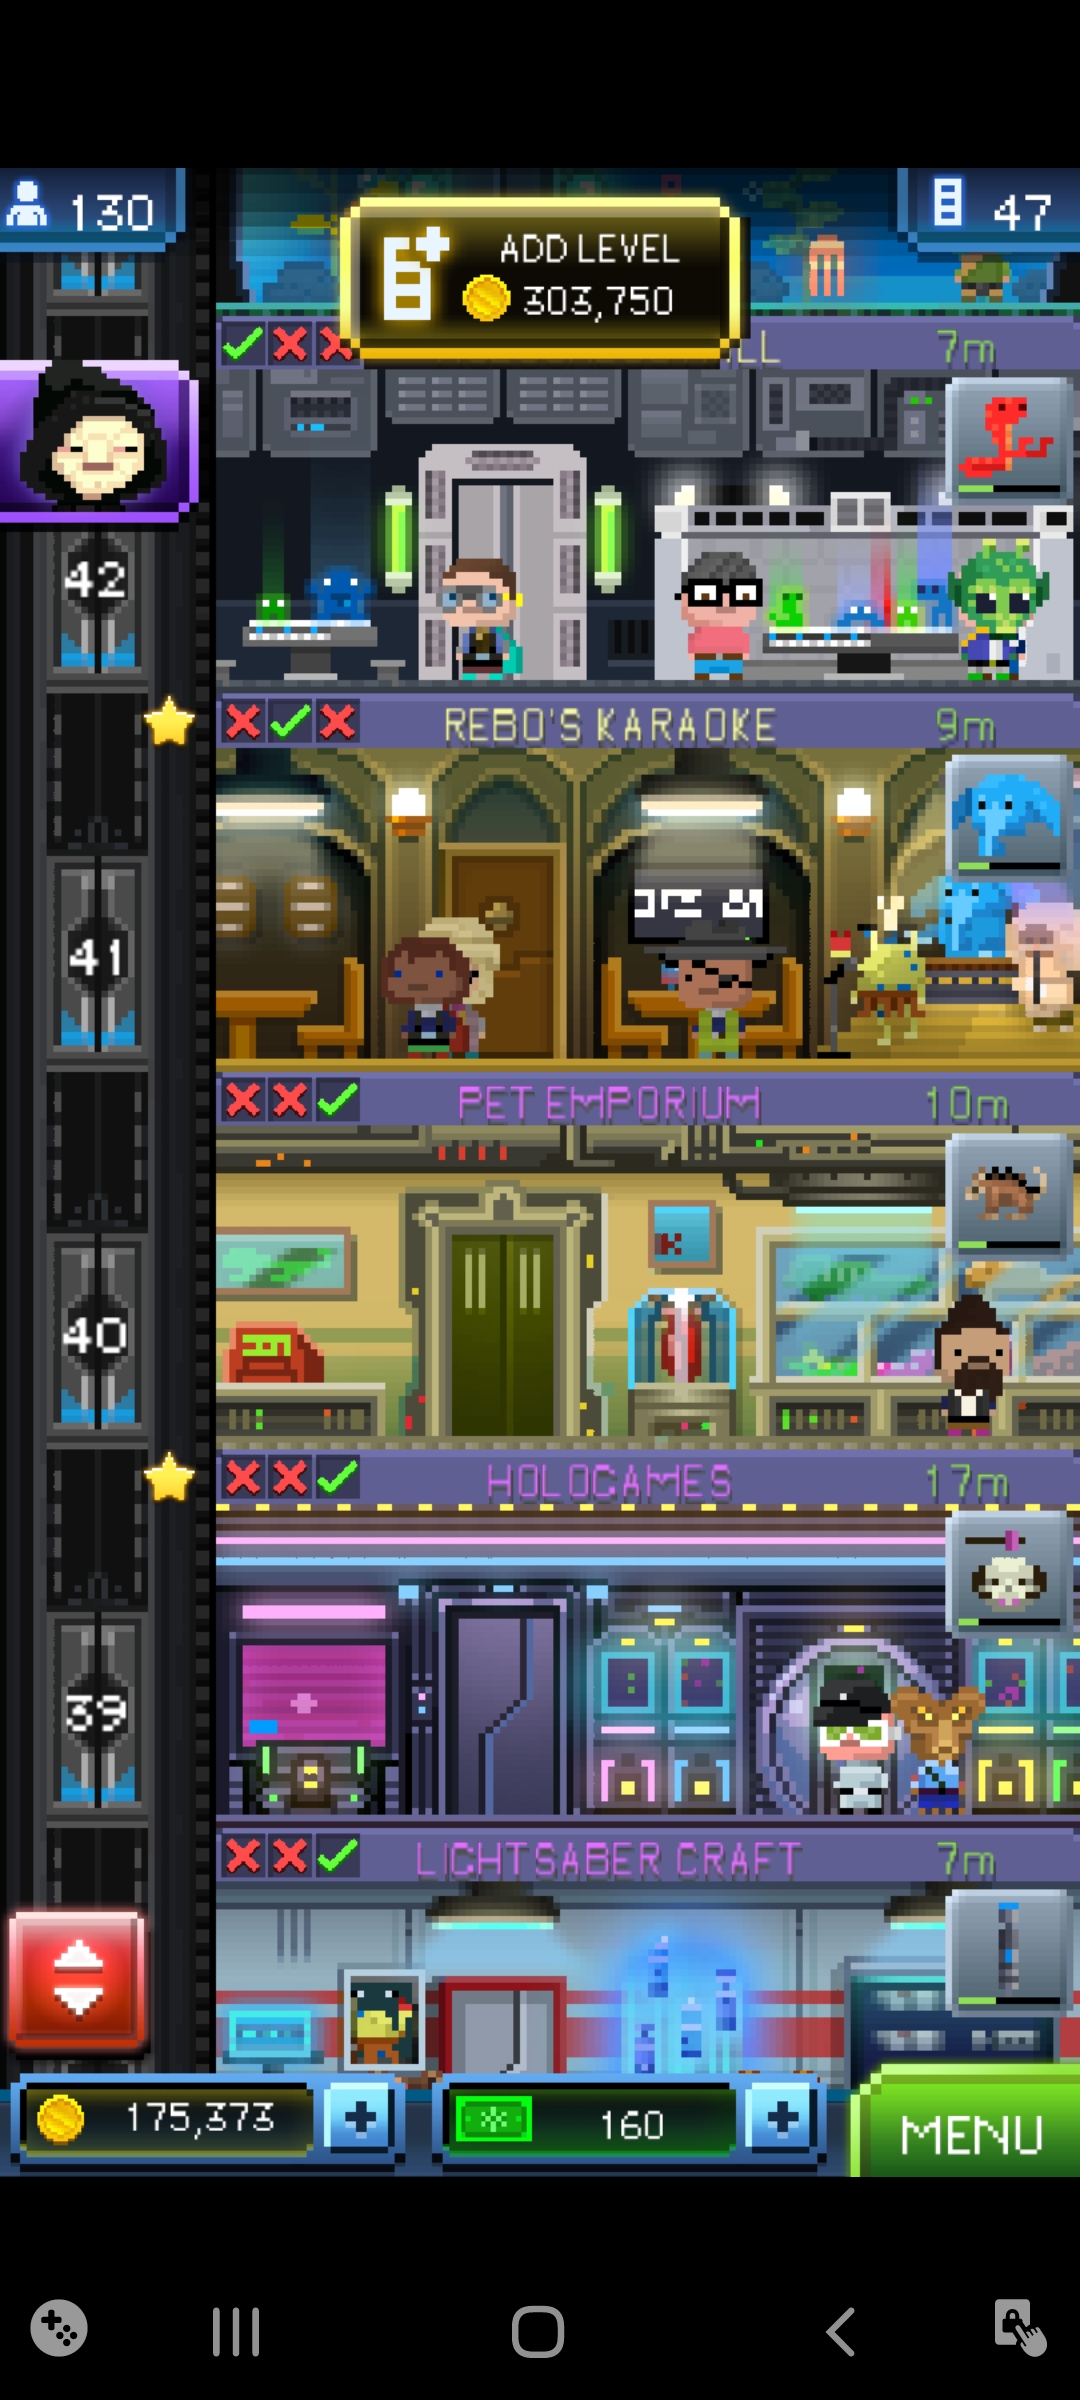 130
47
ADD LEVEL
303,750
7m
42
REBO'S KARAOKE
9m
41
PET EMPORIUM
10m
40
HOLOGAMES
17m
39
LIGHTSABER CRAFT
7m
175,373
160
MENU